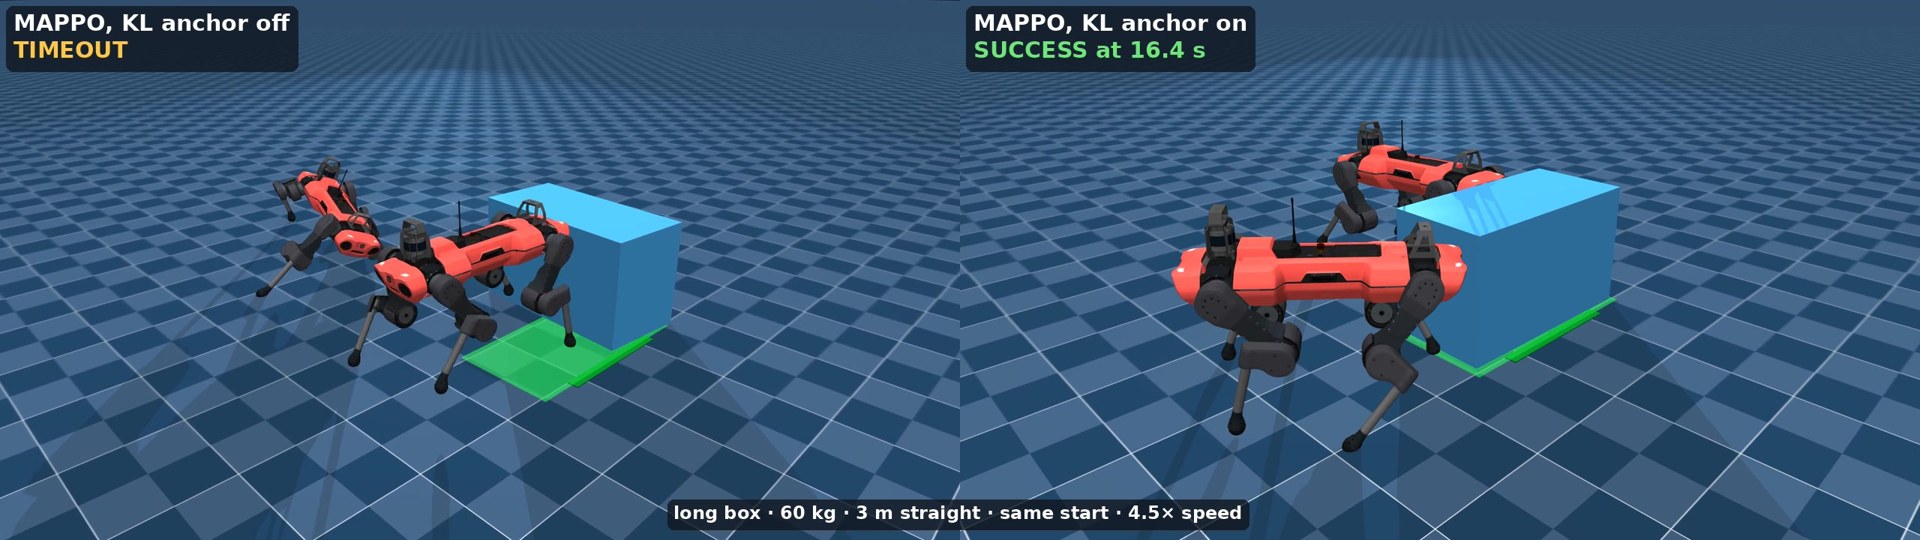 MAPPO, KL anchor off
TIMEOUT
MAPPO, KL anchor on
SUCCESS at 16.4 s
long box · 60 kg · 3 m straight · same start · 4.5× speed